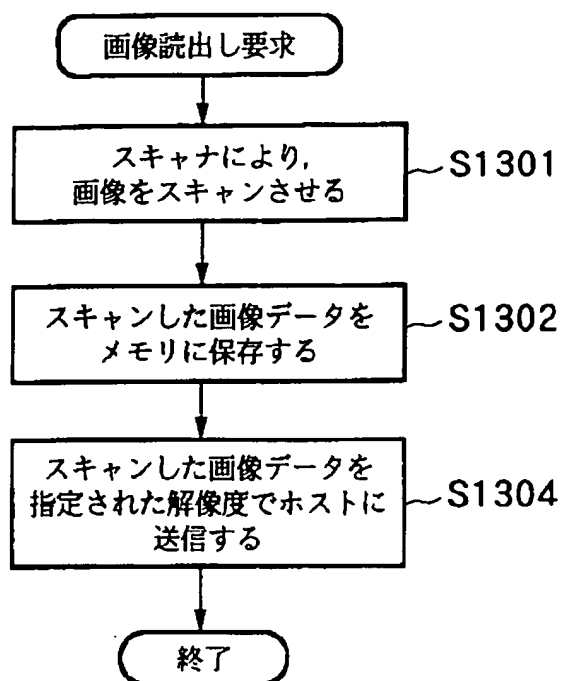 画像読出し要求
スキャナにより,
画像をスキャンさせる
S1301
スキャンした画像データを
メモリに保存する
S1302
スキャンした画像データを
指定された解像度でホストに
送信する
S1304
終了